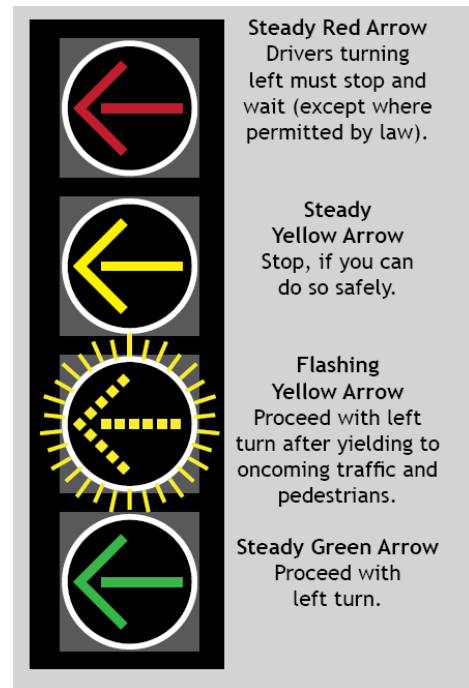 Steady Red Arrow
Drivers turning
left must stop and
wait (except where
permitted by law).
Steady
Yellow Arrow
Stop, if you can
do so safely.
Flashing
Yellow Arrow
Proceed with left
turn after yielding to
oncoming traffic and
pedestrians.
Steady Green Arrow
Proceed with
left turn.